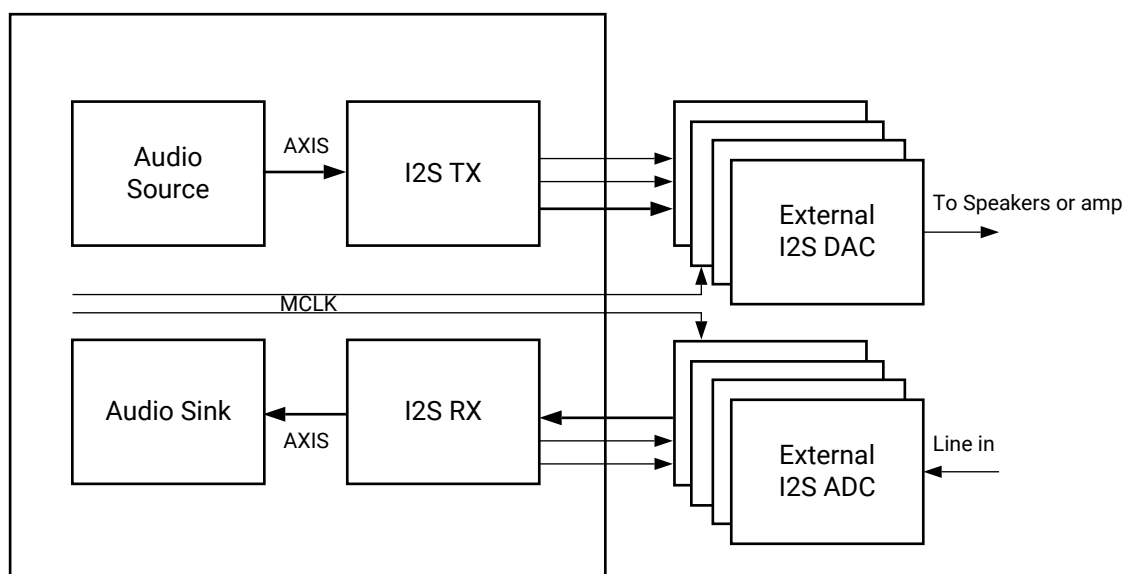 Audio
Source
AXIS
I2S TX
External
I2S DAC
To Speakers or amp
MCLK
Audio Sink
AXIS
I2S RX
External
I2S ADC
Line in